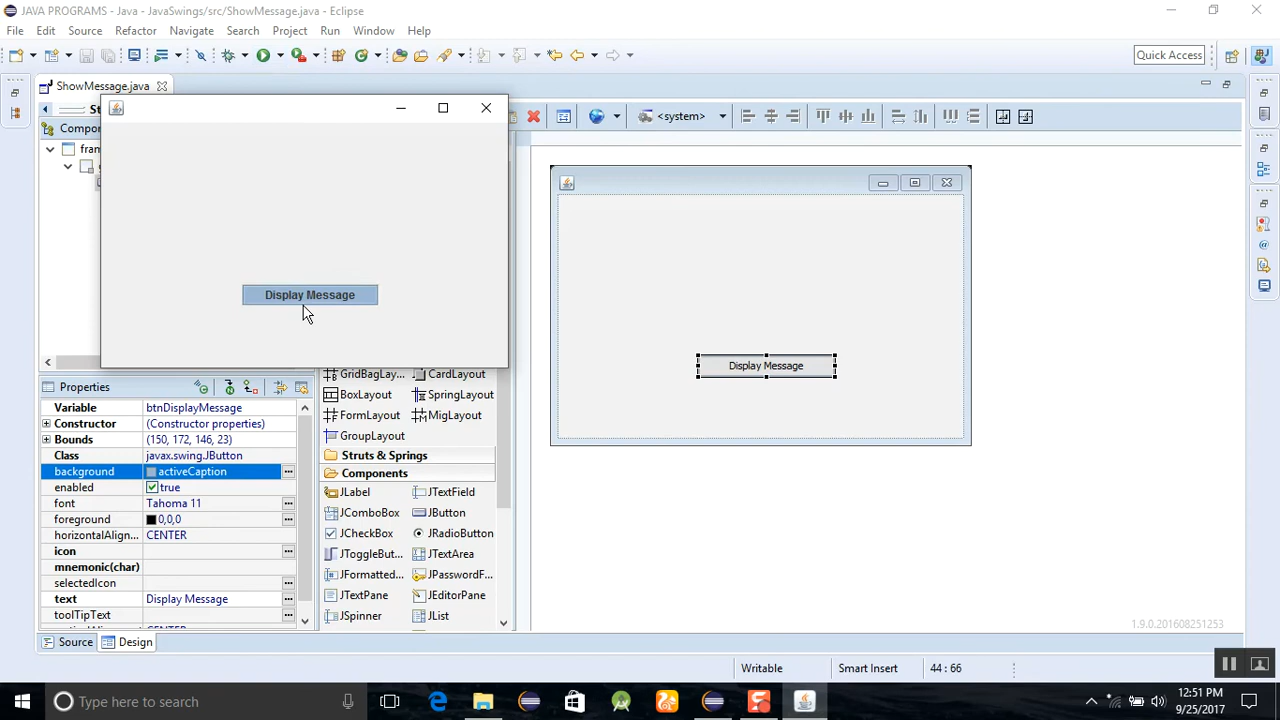 JAVA PROGRAMS - Java - JavaSwings/src/ShowMessage.java - Eclipse
File Edit Source Refactor Navigate Search Project Run Window Help
Quick Access
ShowMessage.java
<system>
Compo
fram
Display Message
Display Message
Properties
Variable btnDisplayMessage
Constructor (Constructor properties)
Bounds (150, 172, 146, 23)
Class javax.swing.JButton
background activeCaption
enabled true
font Tahoma 11
foreground 0,0,0
horizontalAlign... CENTER
icon
mnemonic(char)
selectedIcon
text Display Message
toolTipText
CENTER
GridBagLay... CardLayout
BoxLayout SpringLayout
FormLayout MigLayout
GroupLayout
Struts & Springs
Components
JLabel JTextField
JComboBox JButton
JCheckBox JRadioButton
JToggleBut... JTextArea
JFormatted... JPasswordF...
JTextPane JEditorPane
JSpinner JList
1.9.0.201608251253
Source Design
Writable Smart Insert 44 : 66
Type here to search
12:51 PM
9/25/2017